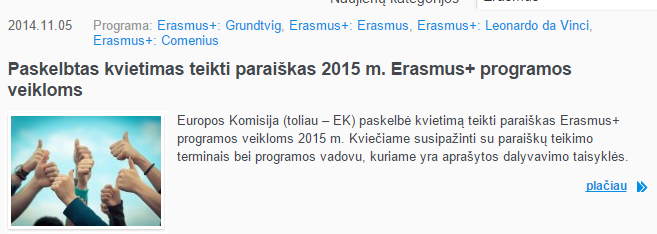 Naujienų kategorijos
2014.11.05 Programa: Erasmus+: Grundtvig, Erasmus+: Erasmus, Erasmus+: Leonardo da Vinci,
Erasmus+: Comenius
Paskelbtas kvietimas teikti paraiškas 2015 m. Erasmus+ programos
veikloms
Europos Komisija (toliau – EK) paskelbė kvietimą teikti paraiškas Erasmus+
programos veikloms 2015 m. Kviečiame susipažinti su paraiškų teikimo
terminais bei programos vadovu, kuriame yra aprašytos dalyvavimo taisyklės.
plačiau